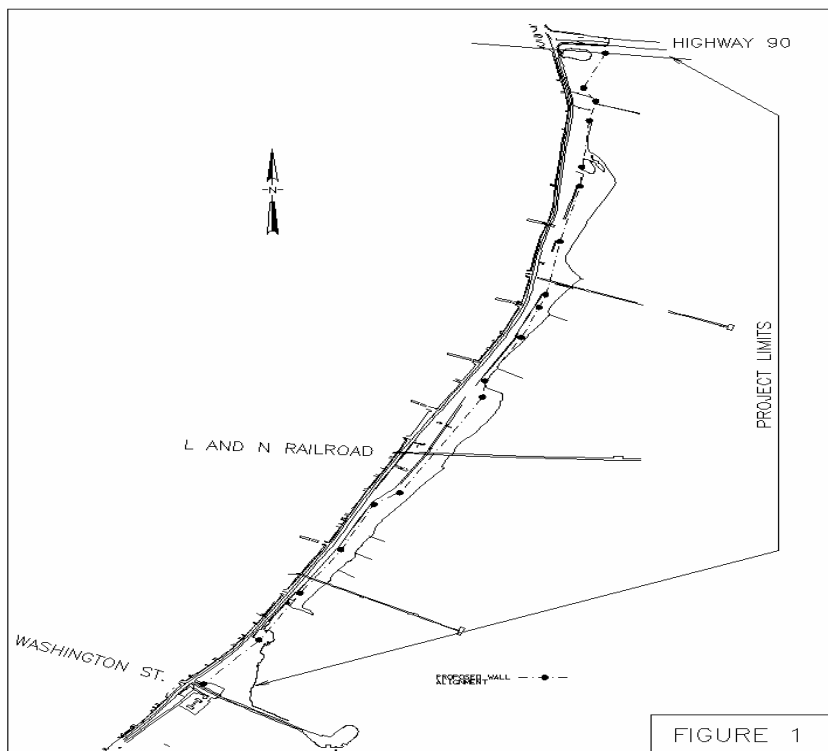 HIGHWAY 90
N
PROJECT LIMITS
L AND N RAILROAD
WASHINGTON ST.
PROPOSED WALL
ALIGNMENT
FIGURE 1